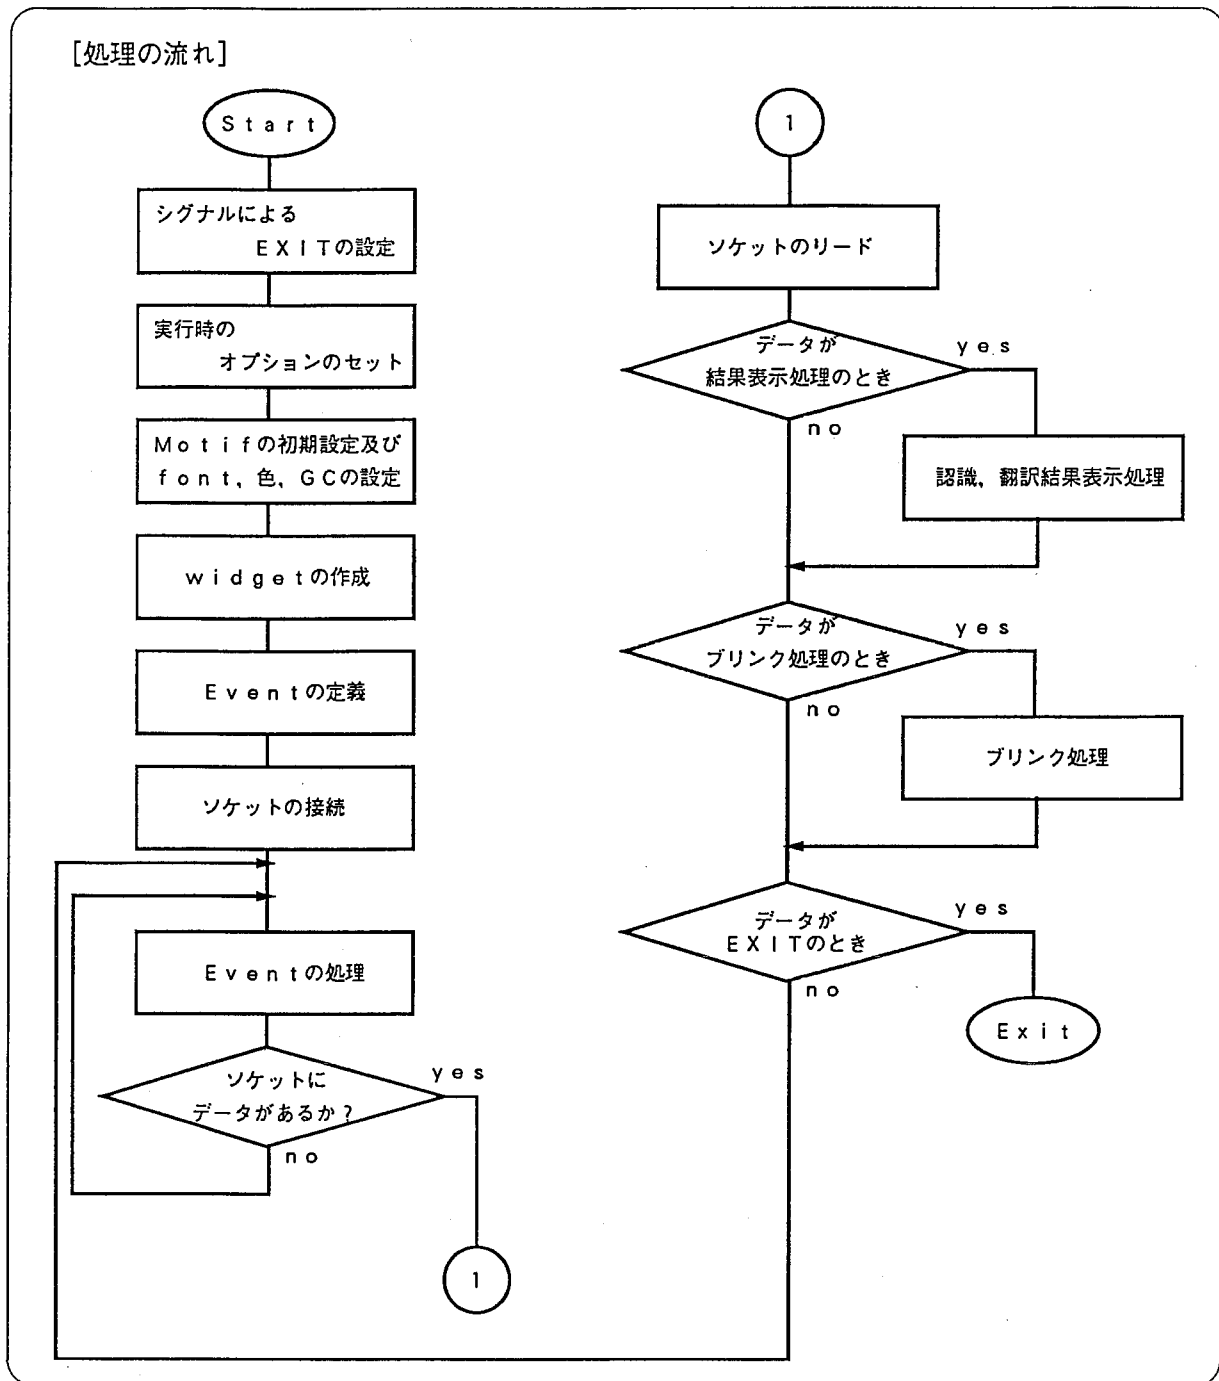 [処理の流れ]
Start
シグナルによる
EXITの設定
実行時の
オプションのセット
Motifの初期設定及び
font，色，GCの設定
widgetの作成
Eventの定義
ソケットの接続
Eventの処理
ソケットに
データがあるか？
yes
no
1
1
ソケットのリード
データが
結果表示処理のとき
yes
no
認識，翻訳結果表示処理
データが
ブリンク処理のとき
yes
no
ブリンク処理
データが
EXITのとき
yes
no
Exit